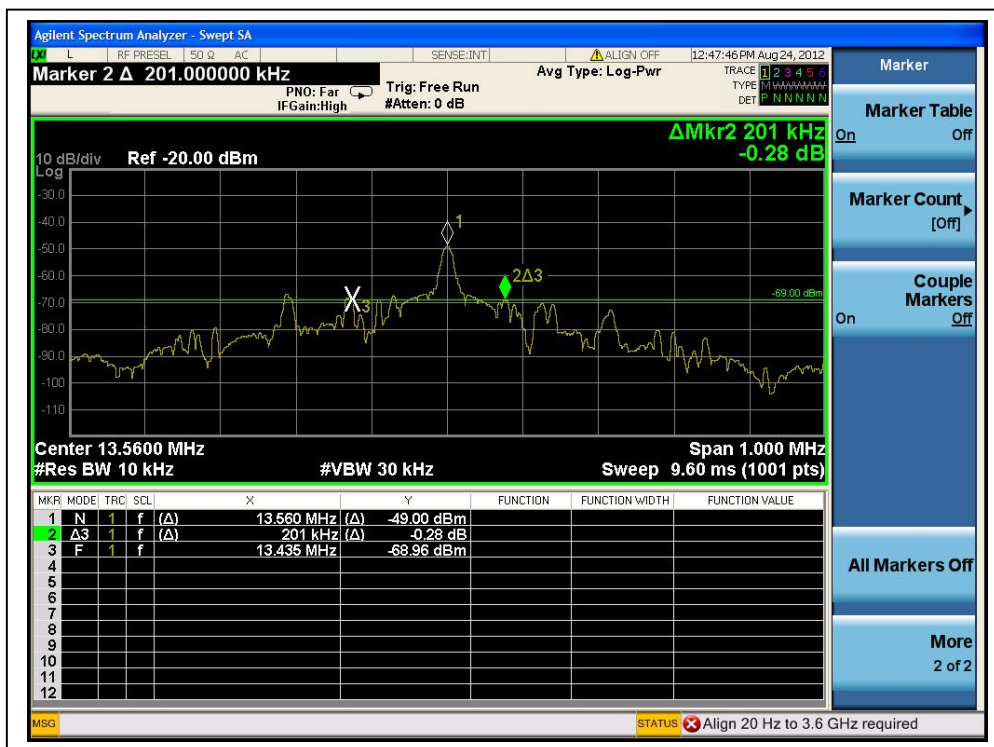 Agilent Spectrum Analyzer - Swept SA
LXI L RF PRESEL 50 Ω AC SENSE:INT ALIGN OFF 12:47:46 PM Aug 24, 2012
Marker 2 Δ 201.000000 kHz
PNO: Far
IFGain:High
Trig: Free Run
#Atten: 0 dB
Avg Type: Log-Pwr
TRACE 1 2 3 4 5 6
TYPE M WWWWW
DET P N N N N N
ΔMkr2 201 kHz
-0.28 dB
10 dB/div Ref -20.00 dBm
Log
-30.0
-40.0
-50.0
-60.0
-70.0
-80.0
-90.0
-100
-110
1
2Δ3
X3
-69.00 dBm
Center 13.5600 MHz Span 1.000 MHz
#Res BW 10 kHz #VBW 30 kHz Sweep 9.60 ms (1001 pts)
MKR MODE TRC SCL X Y FUNCTION FUNCTION WIDTH FUNCTION VALUE
1 N 1 f (Δ) 13.560 MHz (Δ) -49.00 dBm
2 Δ3 1 f (Δ) 201 kHz (Δ) -0.28 dB
3 F 1 f 13.435 MHz -68.96 dBm
4
5
6
7
8
9
10
11
12
MSG STATUS Align 20 Hz to 3.6 GHz required
Marker
Marker Table
On Off
Marker Count
[Off]
Couple
Markers
On Off
All Markers Off
More
2 of 2